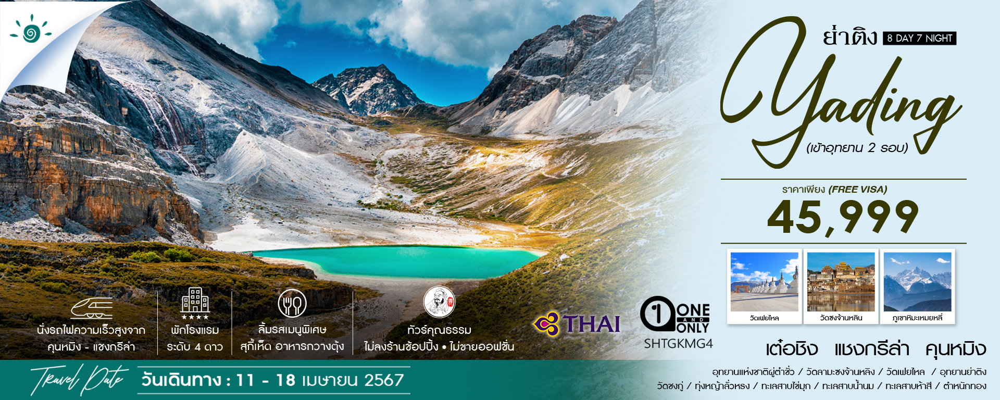 ย่าติง 8 DAY 7 NIGHT
Yading
(เข้าอุทยาน 2 รอบ)
ราคาเพียง (FREE VISA)
45,999
วัดเฟยไหล
วัดซงจ้านหลิน
ภูเขาหิมะเหมยหลี่
นั่งรถไฟความเร็วสูงจาก
คุนหมิง - แชงกรีล่า
พักโรงแรม
ระดับ 4 ดาว
ลิ้มรสเมนูพิเศษ
สุกี้เห็ด อาหารกวางตุ้ง
ทัวร์คุณธรรม
ไม่ลงร้านช้อปปิ้ง • ไม่ขายออฟชั่น
THAI
1 ONE
AND
ONLY
SHTGKMG4
เต๋อชิง แชงกรีล่า คุนหมิง
อุทยานแห่งชาติผู่ต๋าชั่ว / วัดลามะซงจ้านหลิง / วัดเฟยไหล / อุทยานย่าติง
วัดชงกู่ / ทุ่งหญ้าลั่วหรง / ทะเลสาบไข่มุก / ทะเลสาบน้ำนม / ทะเลสาบห้าสี / ตำหนักทอง
Travel Date
วันเดินทาง : 11 - 18 เมษายน 2567